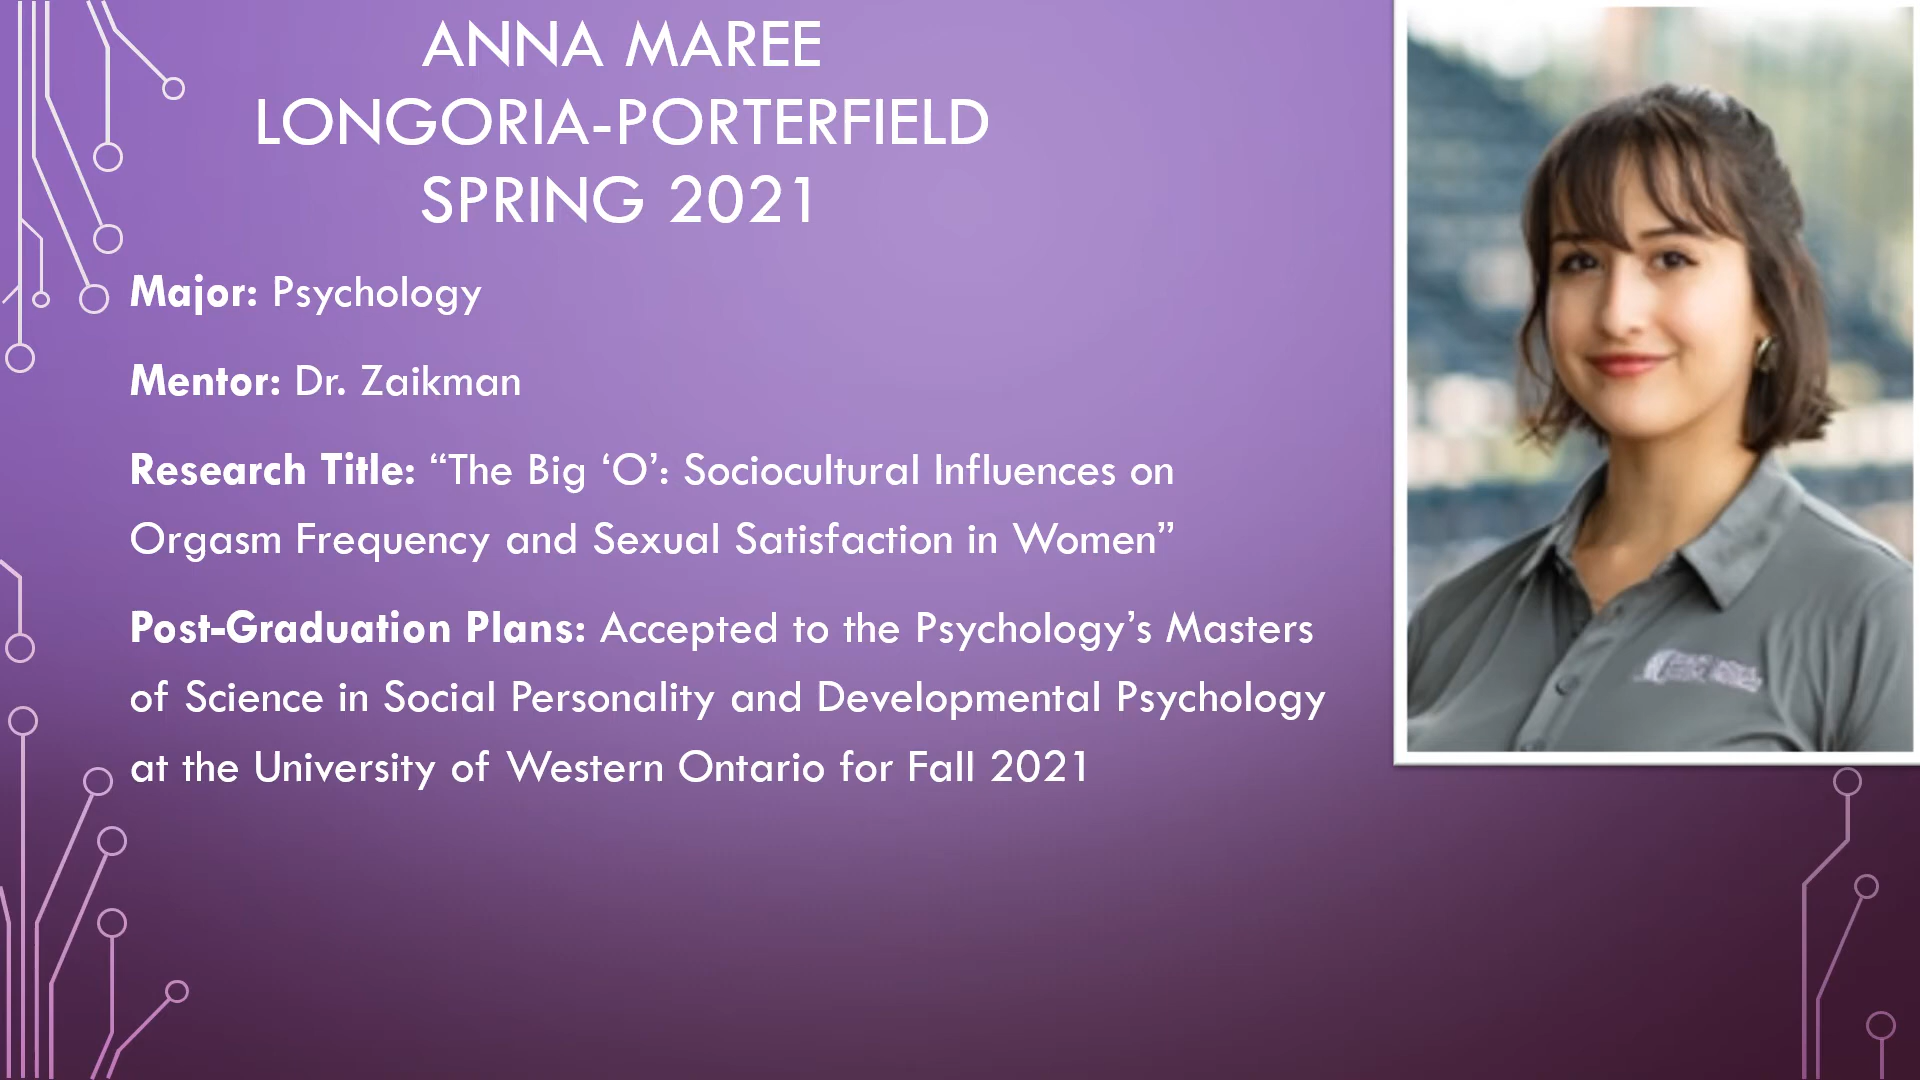 ANNA MAREE
LONGORIA-PORTERFIELD
SPRING 2021
Major: Psychology
Mentor: Dr. Zaikman
Research Title: “The Big ‘O’: Sociocultural Influences on
Orgasm Frequency and Sexual Satisfaction in Women”
Post-Graduation Plans: Accepted to the Psychology’s Masters
of Science in Social Personality and Developmental Psychology
at the University of Western Ontario for Fall 2021